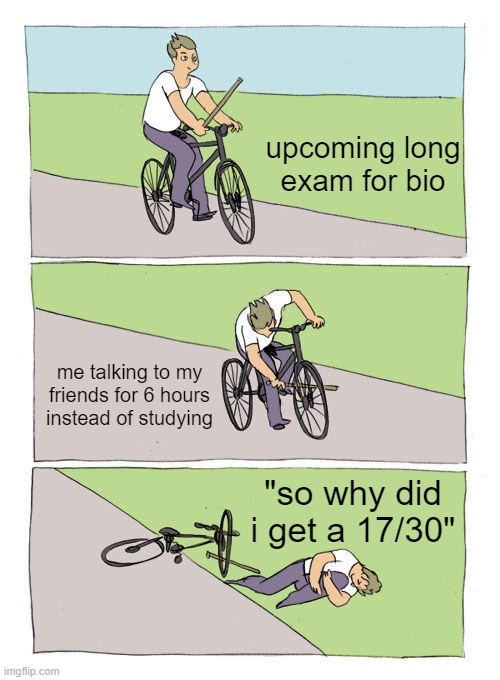 upcoming long
exam for bio
me talking to my
friends for 6 hours
instead of studying
"so why did
i get a 17/30"
imgflip.com